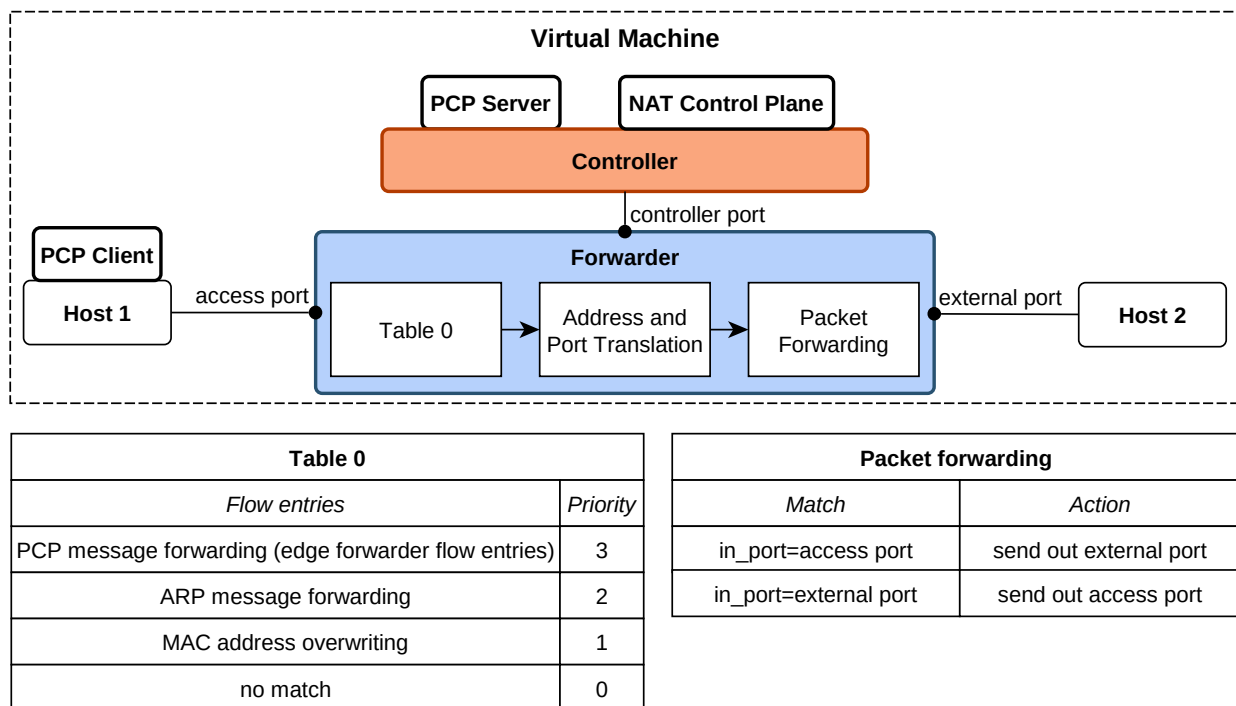 Virtual Machine
PCP Server
NAT Control Plane
Controller
controller port
PCP Client
Host 1
access port
Forwarder
Table 0
Address and
Port Translation
Packet
Forwarding
external port
Host 2
Table 0
Flow entries
Priority
PCP message forwarding (edge forwarder flow entries)
3
ARP message forwarding
2
MAC address overwriting
1
no match
0
Packet forwarding
Match
Action
in_port=access port
send out external port
in_port=external port
send out access port